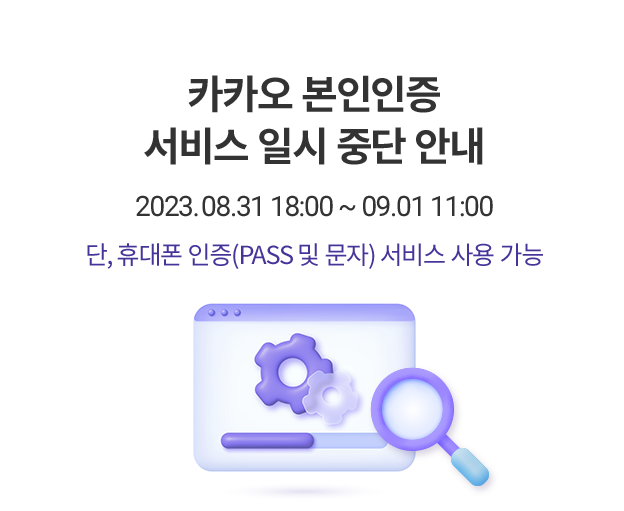 카카오 본인인증
서비스 일시 중단 안내
2023.08.31 18:00 ~ 09.01 11:00
단, 휴대폰 인증(PASS 및 문자) 서비스 사용 가능